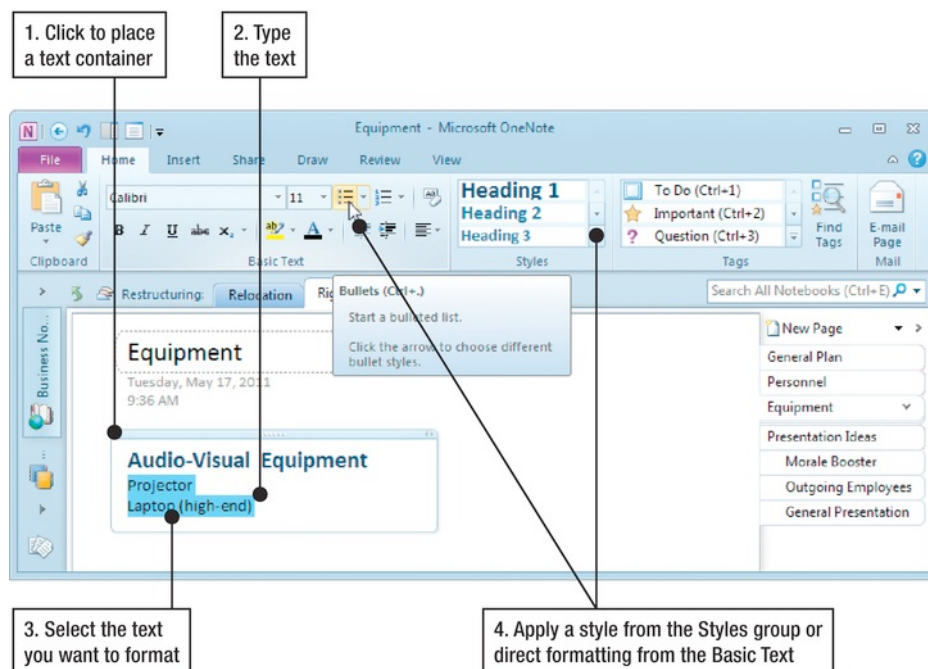 1. Click to place
a text container
2. Type
the text
Equipment - Microsoft OneNote
File Home Insert Share Draw Review View
Paste
Calibri 11
B I U abc x₂ ab A
Heading 1
Heading 2
Heading 3
To Do (Ctrl+1)
Important (Ctrl+2)
? Question (Ctrl+3)
Find
Tags
E-mail
Page
Clipboard Basic Text Styles Tags Mail
Restructuring: Relocation
Search All Notebooks (Ctrl+E)
Bullets (Ctrl+.)
Start a bulleted list.
Click the arrow to choose different
bullet styles.
Business No...
Equipment
Tuesday, May 17, 2011
9:36 AM
Audio-Visual Equipment
Projector
Laptop (high-end)
New Page
General Plan
Personnel
Equipment
Presentation Ideas
Morale Booster
Outgoing Employees
General Presentation
3. Select the text
you want to format
4. Apply a style from the Styles group or
direct formatting from the Basic Text